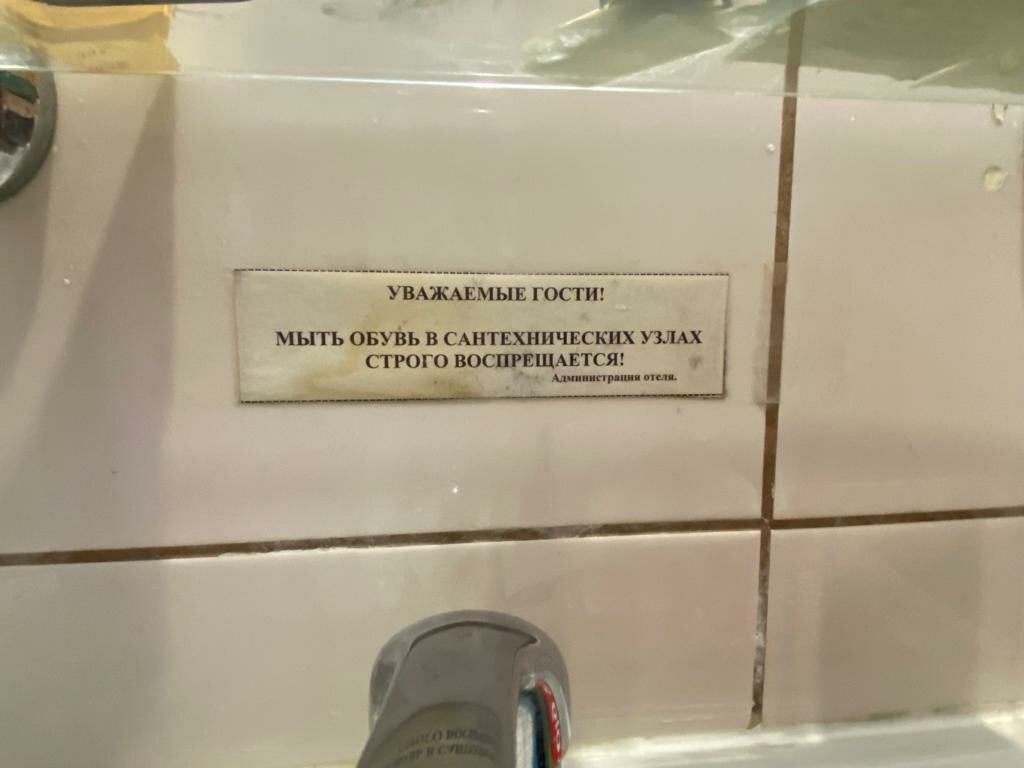 УВАЖАЕМЫЕ ГОСТИ!
МЫТЬ ОБУВЬ В САНТЕХНИЧЕСКИХ УЗЛАХ
СТРОГО ВОСПРЕЩАЕТСЯ!
Администрация отеля.